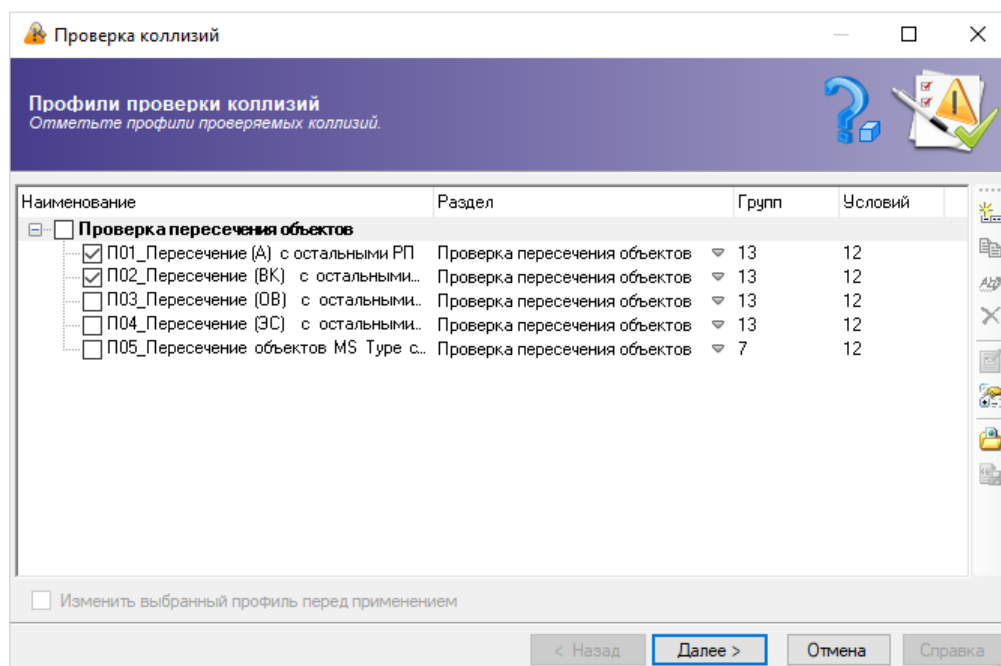 Проверка коллизий
Профили проверки коллизий
Отметьте профили проверяемых коллизий.
Наименование Раздел Групп Условий
Проверка пересечения объектов
П01_Пересечение (А) с остальными РП Проверка пересечения объектов 13 12
П02_Пересечение (ВК) с остальными... Проверка пересечения объектов 13 12
П03_Пересечение (ОВ) с остальными... Проверка пересечения объектов 13 12
П04_Пересечение (ЭС) с остальными... Проверка пересечения объектов 13 12
П05_Пересечение объектов MS Type с... Проверка пересечения объектов 7 12
Изменить выбранный профиль перед применением
< Назад Далее > Отмена Справка